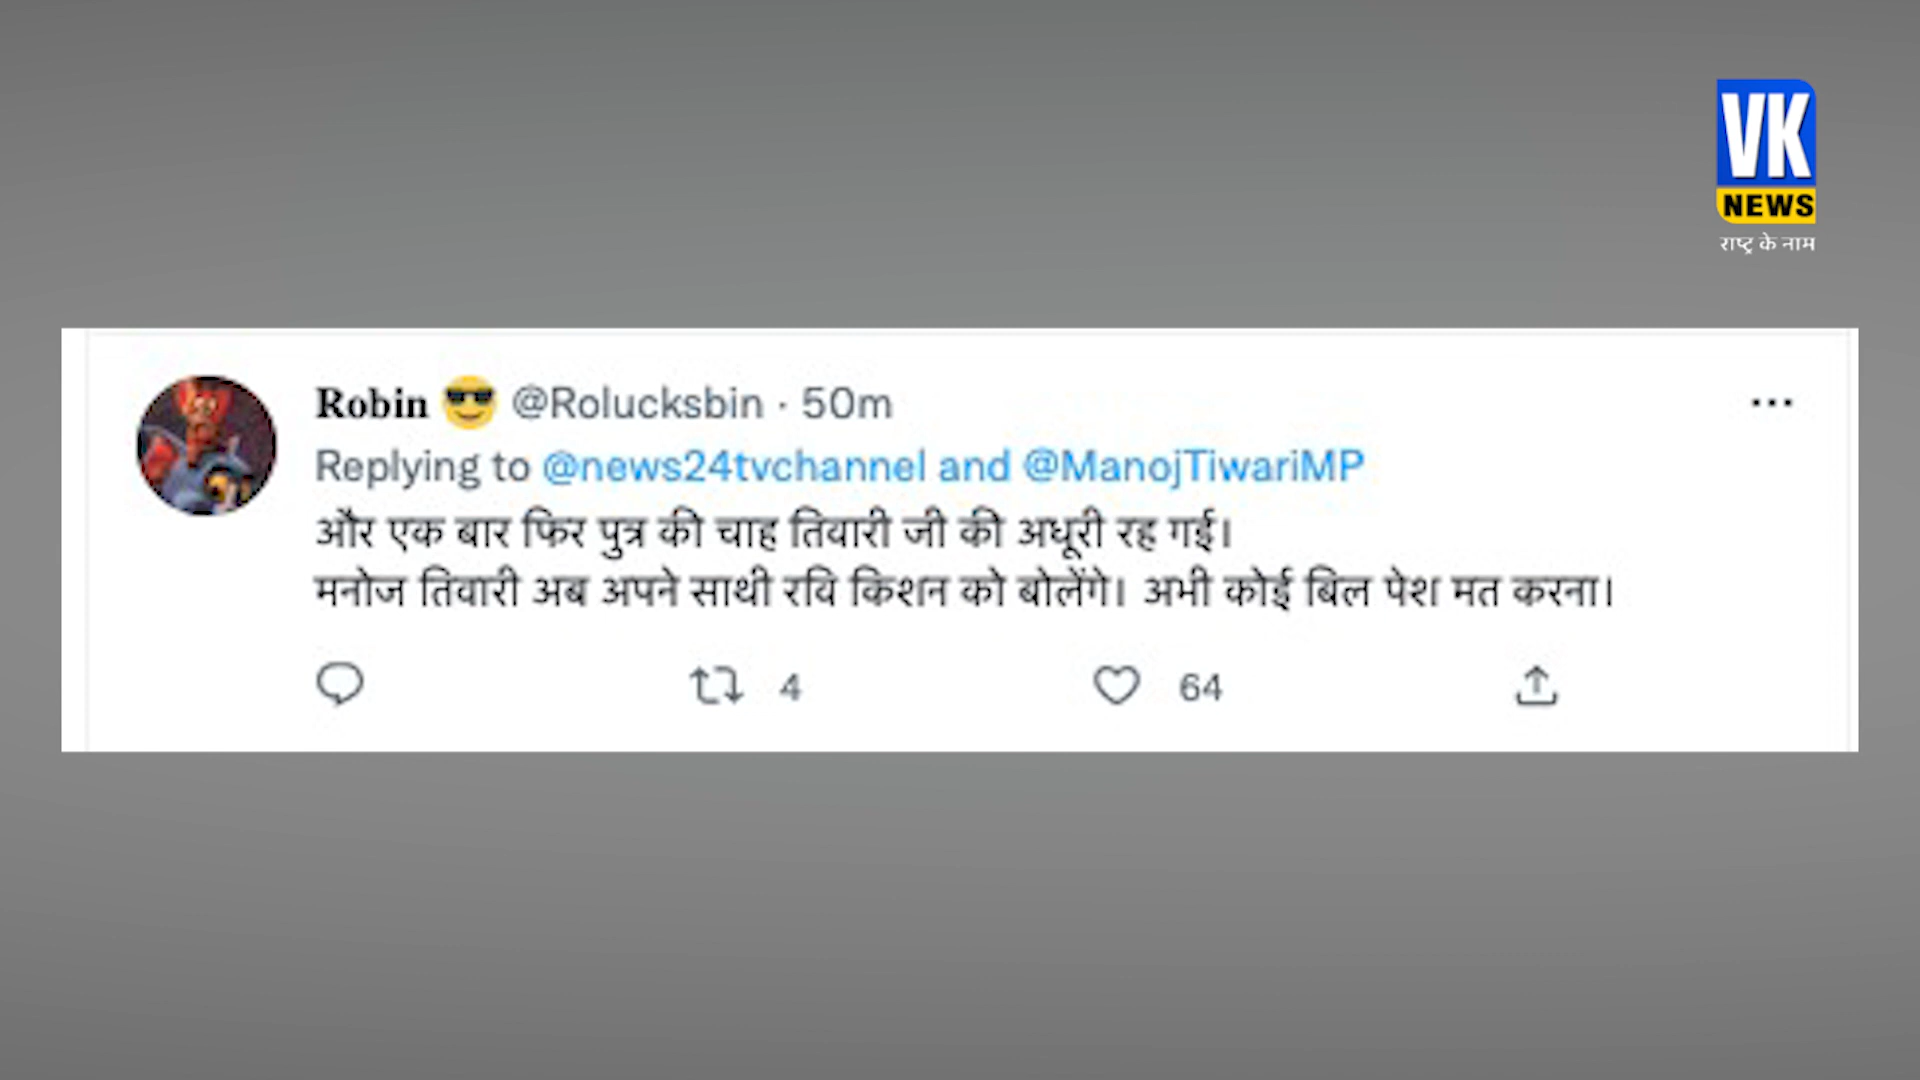 VK
NEWS
राष्ट्र के नाम
Robin 😎 @Rolucksbin · 50m
Replying to @news24tvchannel and @ManojTiwariMP
और एक बार फिर पुत्र की चाह तिवारी जी की अधूरी रह गई।
मनोज तिवारी अब अपने साथी रवि किशन को बोलेंगे। अभी कोई बिल पेश मत करना।
4 64